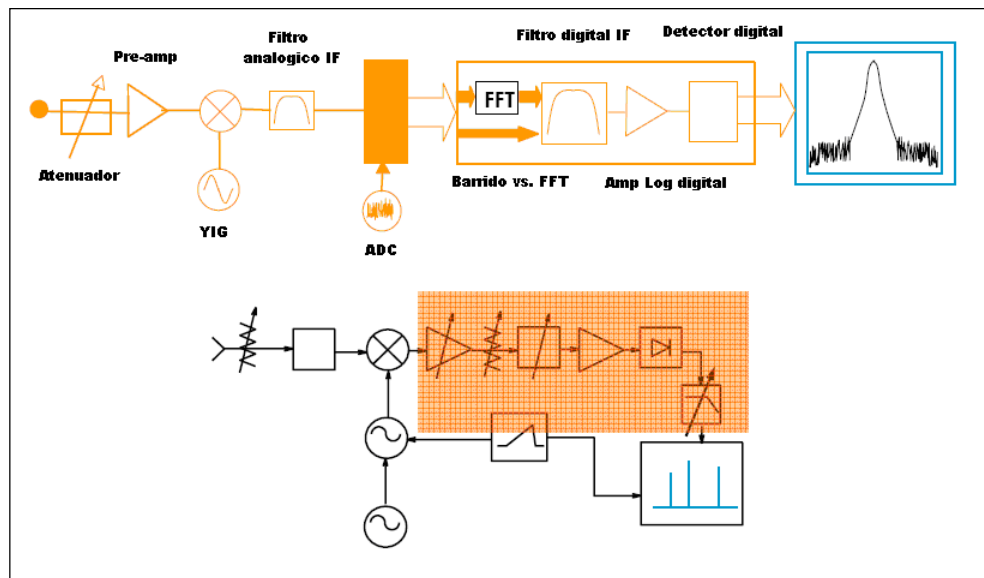 Pre-amp
Filtro
analogico IF
Filtro digital IF
Detector digital
FFT
Atenuador
YIG
ADC
Barrido vs. FFT
Amp Log digital